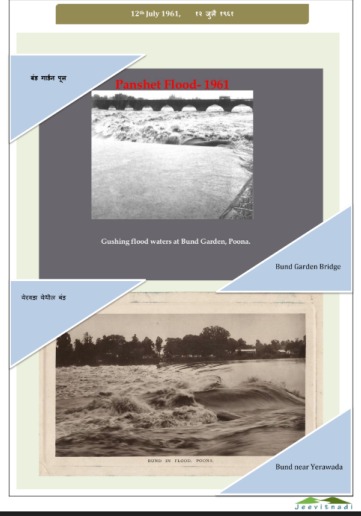 12th July 1961, १२ जुलै १९६१
बंड गार्डन पूल
Panshet Flood- 1961
Gushing flood waters at Bund Garden, Poona.
Bund Garden Bridge
येरवडा येथील बंड
BUND IN FLOOD. POONA.
Bund near Yerawada
Jeevitnadi